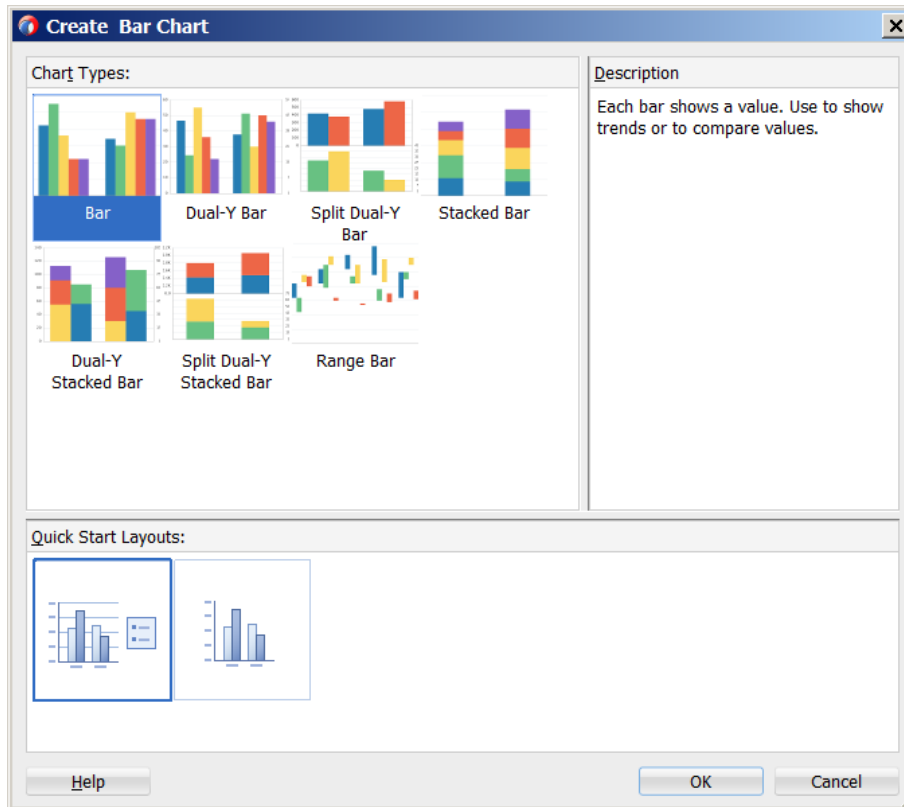 Create Bar Chart
Chart Types:
Bar
Dual-Y Bar
Split Dual-Y
Bar
Stacked Bar
Dual-Y
Stacked Bar
Split Dual-Y
Stacked Bar
Range Bar
Description
Each bar shows a value. Use to show
trends or to compare values.
Quick Start Layouts:
Help
OK
Cancel